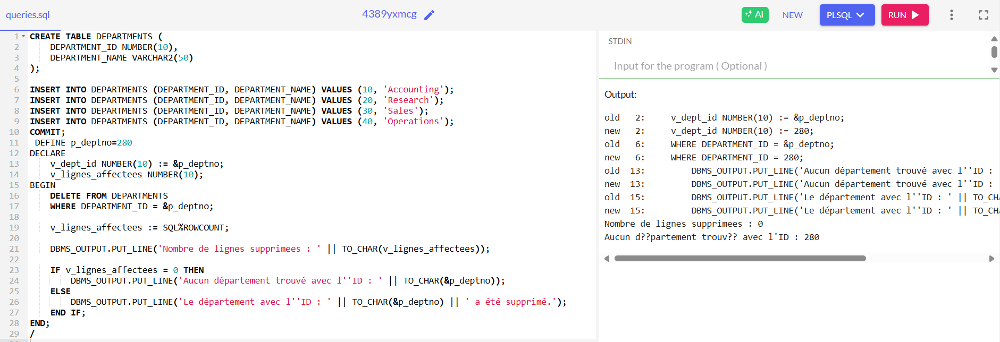 queries.sql
4389yxmcg
AI
NEW
PLSQL
RUN
1 CREATE TABLE DEPARTMENTS (
2     DEPARTMENT_ID NUMBER(10),
3     DEPARTMENT_NAME VARCHAR2(50)
4 );
5
6 INSERT INTO DEPARTMENTS (DEPARTMENT_ID, DEPARTMENT_NAME) VALUES (10, 'Accounting');
7 INSERT INTO DEPARTMENTS (DEPARTMENT_ID, DEPARTMENT_NAME) VALUES (20, 'Research');
8 INSERT INTO DEPARTMENTS (DEPARTMENT_ID, DEPARTMENT_NAME) VALUES (30, 'Sales');
9 INSERT INTO DEPARTMENTS (DEPARTMENT_ID, DEPARTMENT_NAME) VALUES (40, 'Operations');
10 COMMIT;
11  DEFINE p_deptno=280
12 DECLARE
13     v_dept_id NUMBER(10) := &p_deptno;
14     v_lignes_affectees NUMBER(10);
15 BEGIN
16     DELETE FROM DEPARTMENTS
17     WHERE DEPARTMENT_ID = &p_deptno;
18
19     v_lignes_affectees := SQL%ROWCOUNT;
20
21     DBMS_OUTPUT.PUT_LINE('Nombre de lignes supprimees : ' || TO_CHAR(v_lignes_affectees));
22
23     IF v_lignes_affectees = 0 THEN
24         DBMS_OUTPUT.PUT_LINE('Aucun département trouvé avec l''ID : ' || TO_CHAR(&p_deptno));
25     ELSE
26         DBMS_OUTPUT.PUT_LINE('Le département avec l''ID : ' || TO_CHAR(&p_deptno) || ' a été supprimé.');
27     END IF;
28 END;
29 /
STDIN
Input for the program ( Optional )
Output:
old   2:     v_dept_id NUMBER(10) := &p_deptno;
new   2:     v_dept_id NUMBER(10) := 280;
old   6:     WHERE DEPARTMENT_ID = &p_deptno;
new   6:     WHERE DEPARTMENT_ID = 280;
old  13:         DBMS_OUTPUT.PUT_LINE('Aucun département trouvé avec l''ID :
new  13:         DBMS_OUTPUT.PUT_LINE('Aucun département trouvé avec l''ID :
old  15:         DBMS_OUTPUT.PUT_LINE('Le département avec l''ID : ' || TO_CH
new  15:         DBMS_OUTPUT.PUT_LINE('Le département avec l''ID : ' || TO_CH
Nombre de lignes supprimees : 0
Aucun d??partement trouv?? avec l'ID : 280